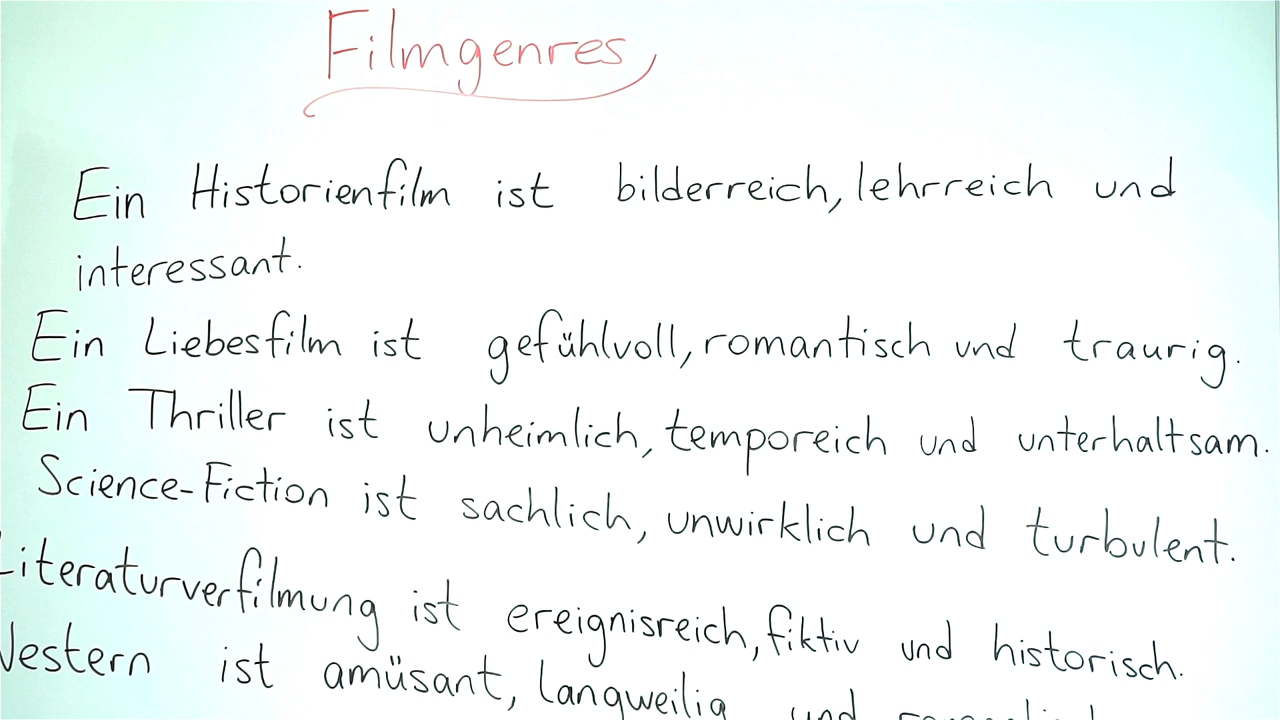 Filmgenres
Ein Historienfilm ist bilderreich, lehrreich und
interessant.
Ein Liebesfilm ist gefühlvoll, romantisch und traurig.
Ein Thriller ist unheimlich, temporeich und unterhaltsam.
Science-Fiction ist sachlich, unwirklich und turbulent.
Literaturverfilmung ist ereignisreich, fiktiv und historisch.
Western ist amüsant, langweilig und